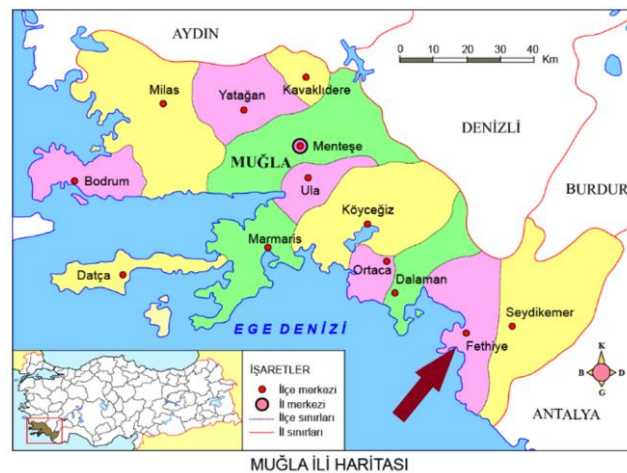 AYDIN
0 10 20 30 40
Km
Milas
Yatağan
Kavaklıdere
DENİZLİ
Menteşe
MUĞLA
Bodrum
Ula
BURDUR
Köyceğiz
Marmaris
Datça
Ortaca
Dalaman
Seydikemer
EGE DENİZİ
Fethiye
K
B D
G
ANTALYA
İŞARETLER
İlçe merkezi
İl merkezi
İlçe sınırları
İl sınırları
MUĞLA İLİ HARİTASI